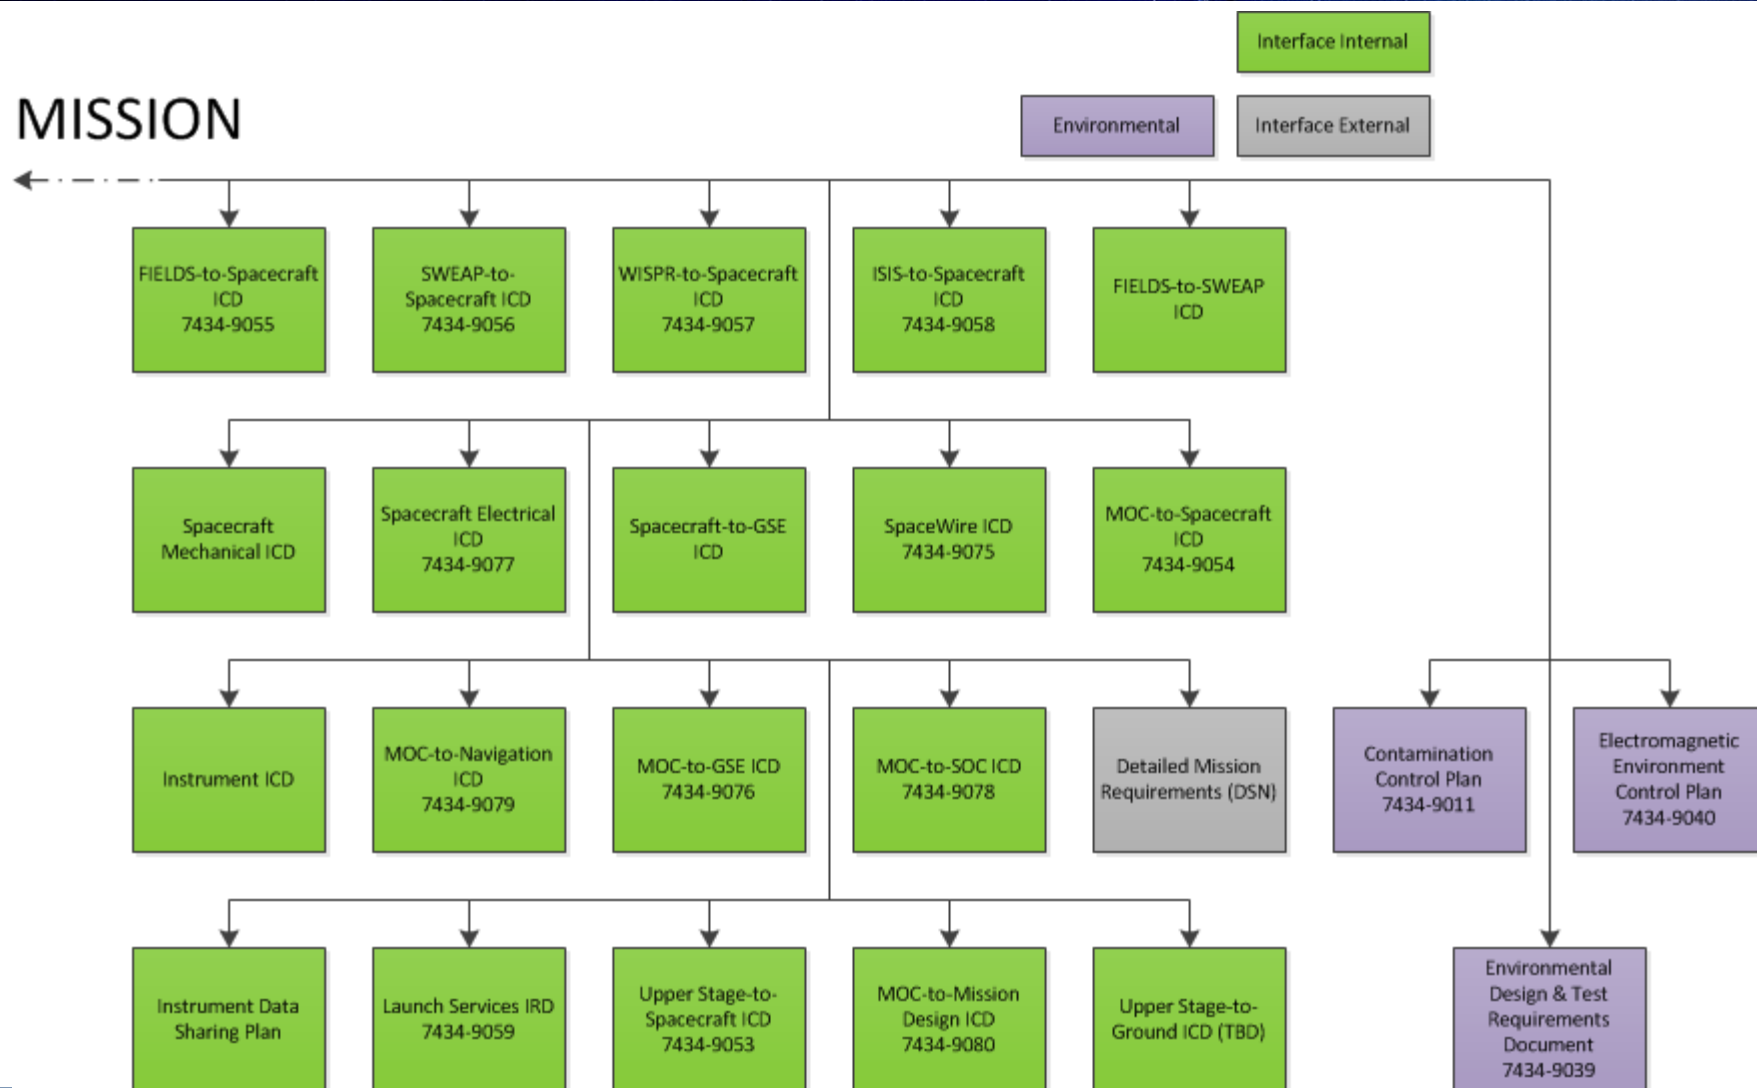 Interface Internal
MISSION
Environmental
Interface External
FIELDS-to-Spacecraft
ICD
7434-9055
SWEAP-to-
Spacecraft ICD
7434-9056
WISPR-to-Spacecraft
ICD
7434-9057
ISIS-to-Spacecraft
ICD
7434-9058
FIELDS-to-SWEAP
ICD
Spacecraft
Mechanical ICD
Spacecraft Electrical
ICD
7434-9077
Spacecraft-to-GSE
ICD
SpaceWire ICD
7434-9075
MOC-to-Spacecraft
ICD
7434-9054
Instrument ICD
MOC-to-Navigation
ICD
7434-9079
MOC-to-GSE ICD
7434-9076
MOC-to-SOC ICD
7434-9078
Detailed Mission
Requirements (DSN)
Contamination
Control Plan
7434-9011
Electromagnetic
Environment
Control Plan
7434-9040
Instrument Data
Sharing Plan
Launch Services IRD
7434-9059
Upper Stage-to-
Spacecraft ICD
7434-9053
MOC-to-Mission
Design ICD
7434-9080
Upper Stage-to-
Ground ICD (TBD)
Environmental
Design & Test
Requirements
Document
7434-9039